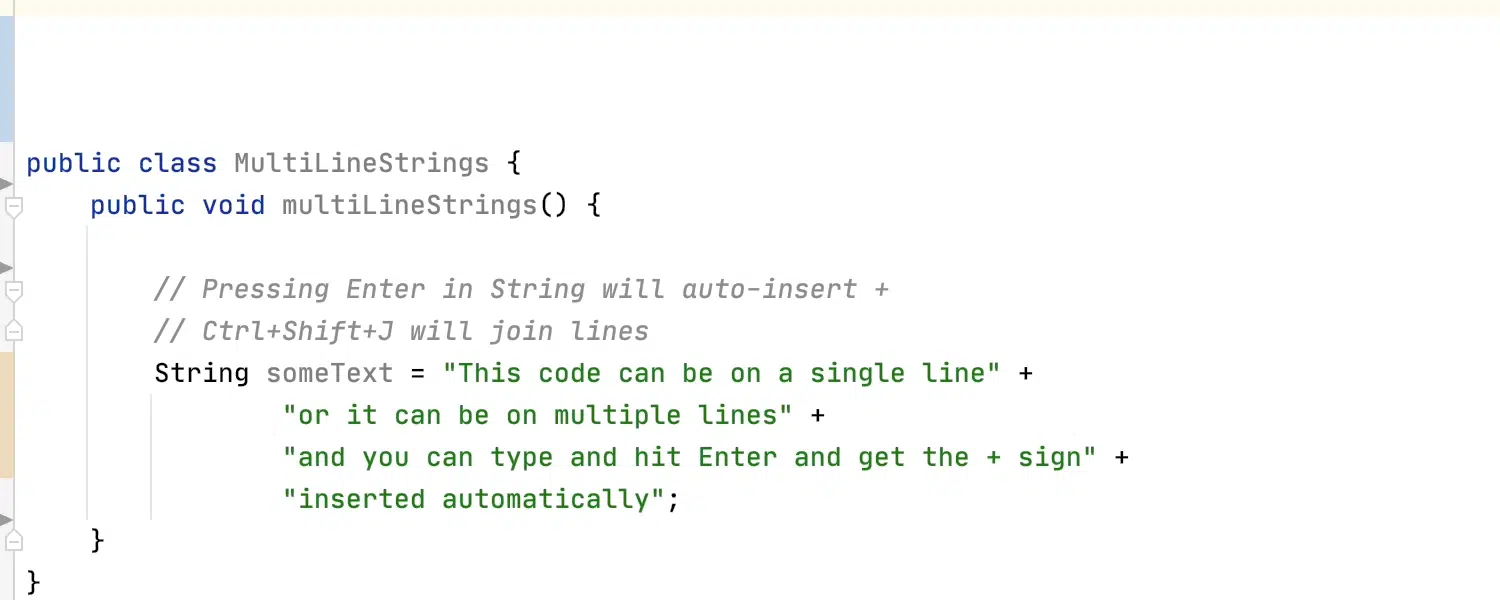 public class MultiLineStrings {
    public void multiLineStrings() {
        // Pressing Enter in String will auto-insert +
        // Ctrl+Shift+J will join lines
        String someText = "This code can be on a single line" +
                "or it can be on multiple lines" +
                "and you can type and hit Enter and get the + sign" +
                "inserted automatically";
    }
}